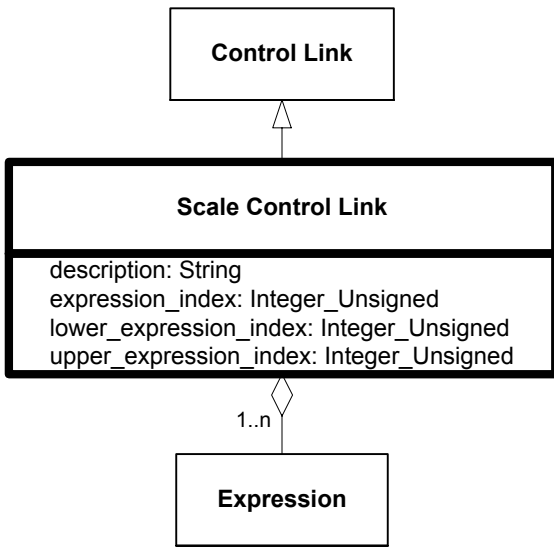 Control Link
Scale Control Link
description: String
expression_index: Integer_Unsigned
lower_expression_index: Integer_Unsigned
upper_expression_index: Integer_Unsigned
1..n
Expression